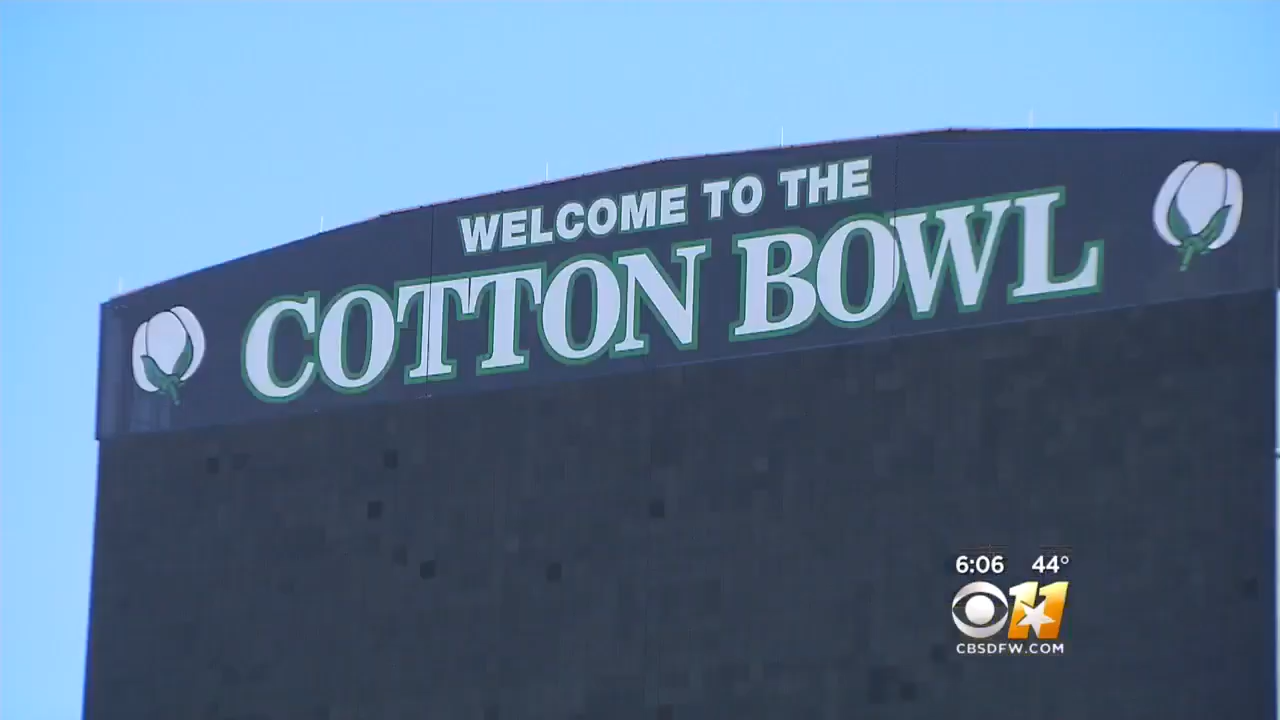 WELCOME TO THE
COTTON BOWL
6:06 44°
11
CBSDFW.COM